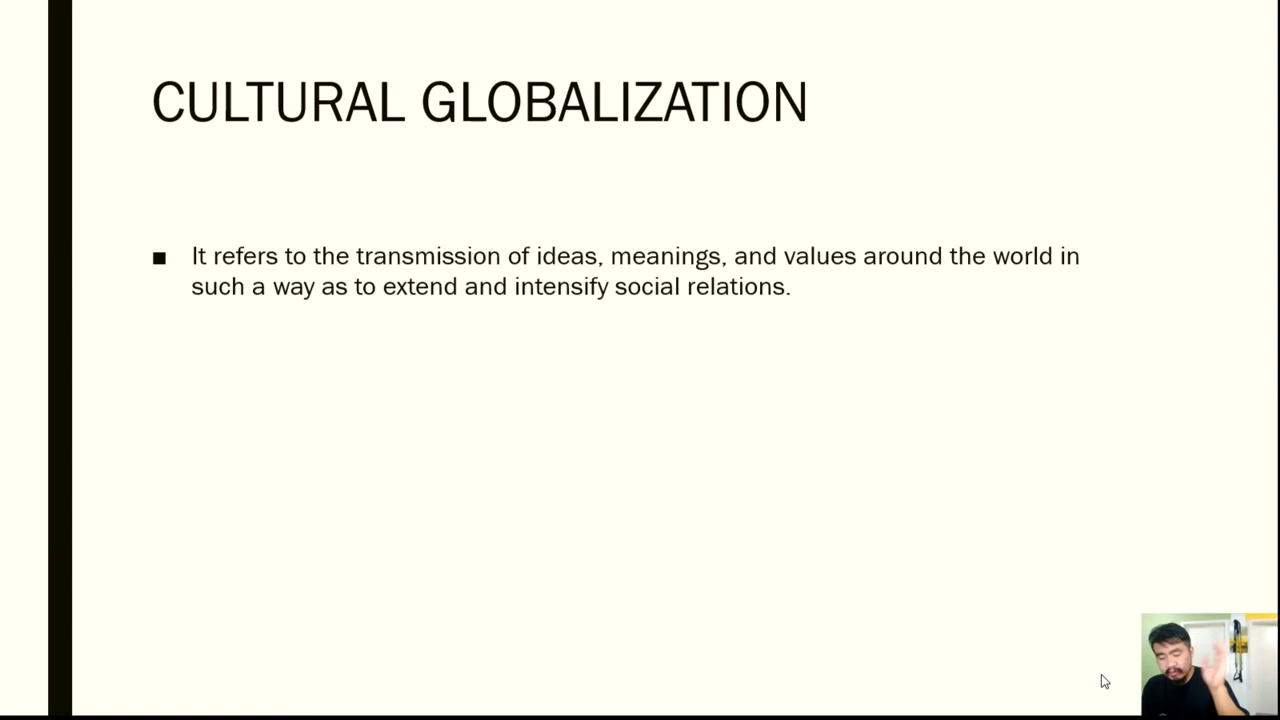 CULTURAL GLOBALIZATION
It refers to the transmission of ideas, meanings, and values around the world in
such a way as to extend and intensify social relations.